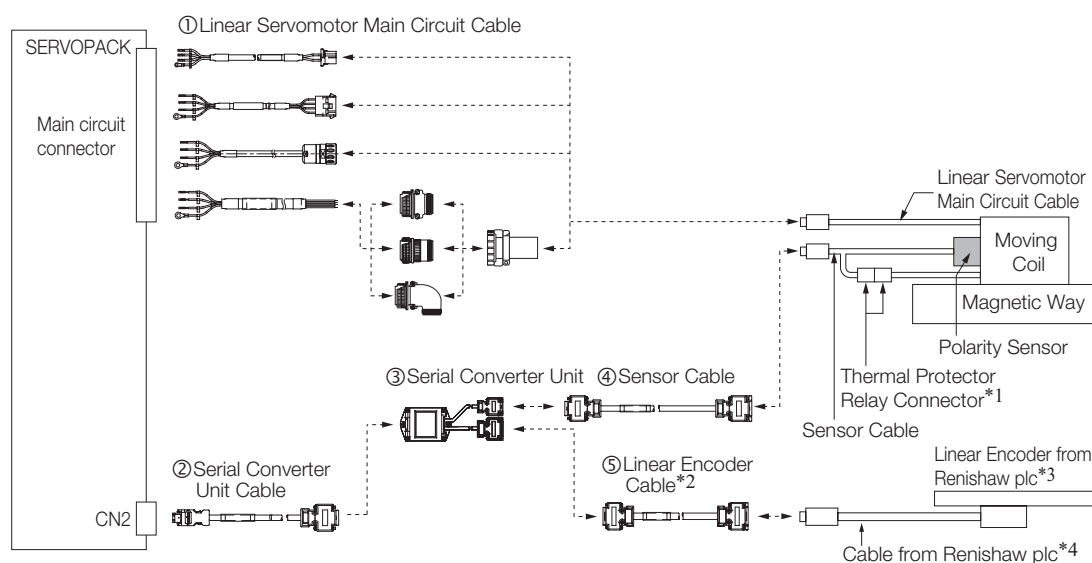 ①Linear Servomotor Main Circuit Cable
SERVOPACK
Main circuit
connector
Linear Servomotor
Main Circuit Cable
Moving
Coil
Magnetic Way
Polarity Sensor
③Serial Converter Unit
④Sensor Cable
Thermal Protector
Relay Connector*1
Sensor Cable
②Serial Converter
Unit Cable
⑤Linear Encoder
Cable*2
Linear Encoder from
Renishaw plc*3
CN2
Cable from Renishaw plc*4